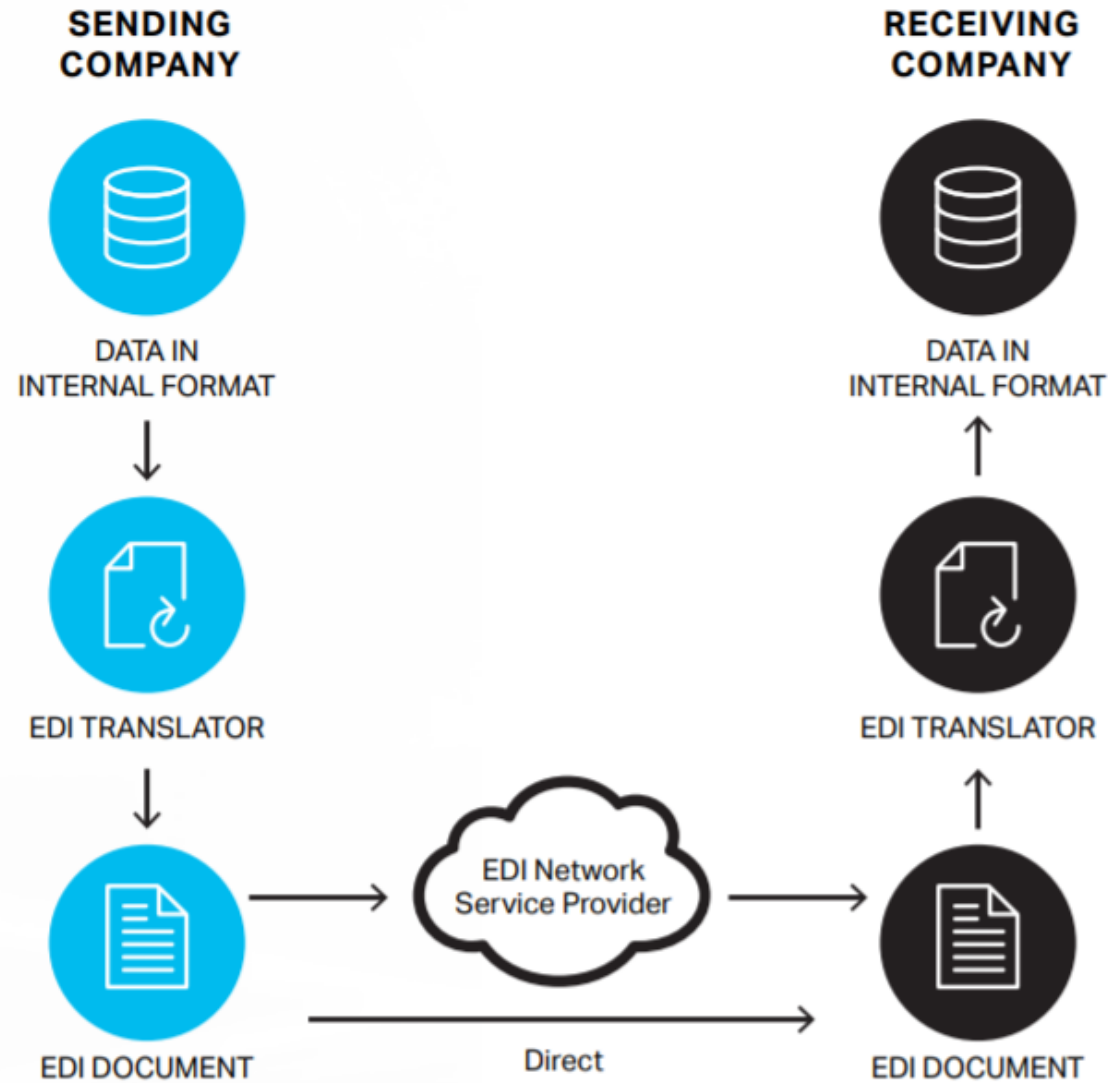 SENDING
COMPANY
RECEIVING
COMPANY
DATA IN
INTERNAL FORMAT
DATA IN
INTERNAL FORMAT
EDI TRANSLATOR
EDI TRANSLATOR
EDI Network
Service Provider
Direct
EDI DOCUMENT
EDI DOCUMENT